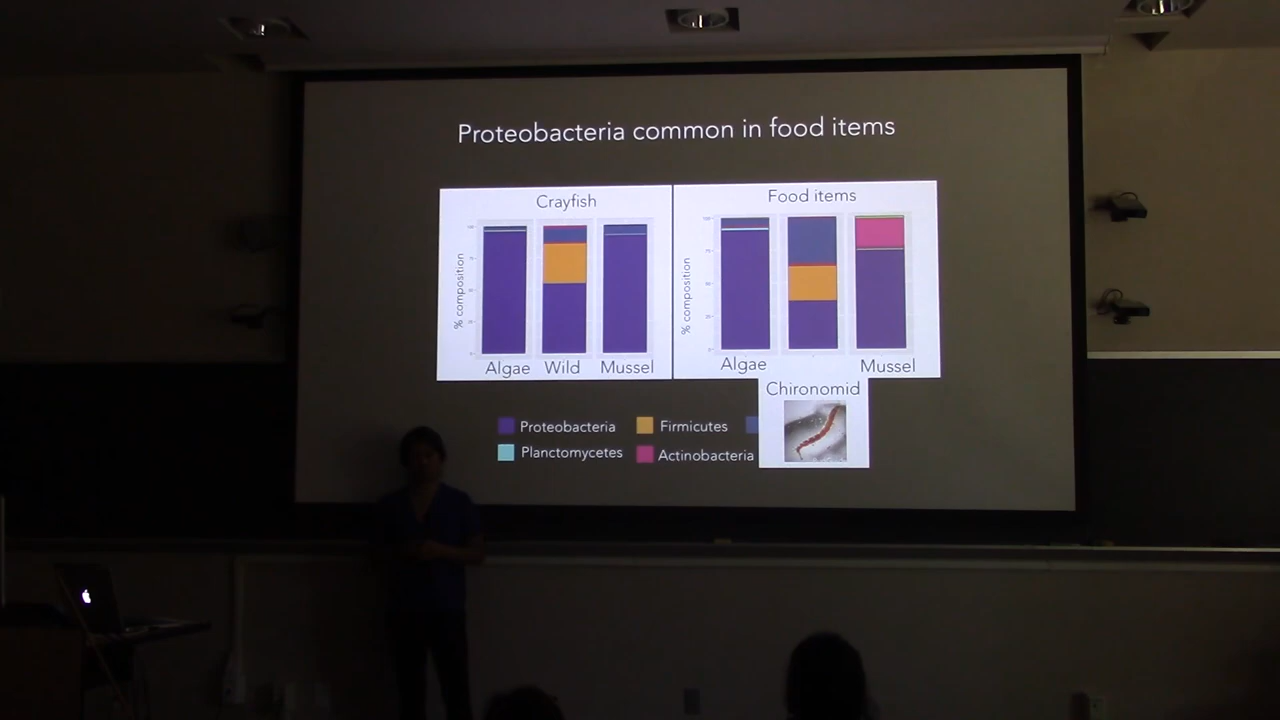 Proteobacteria common in food items
Crayfish
% composition
Algae Wild Mussel
Food items
% composition
Algae Mussel
Chironomid
Proteobacteria Firmicutes
Planctomycetes Actinobacteria